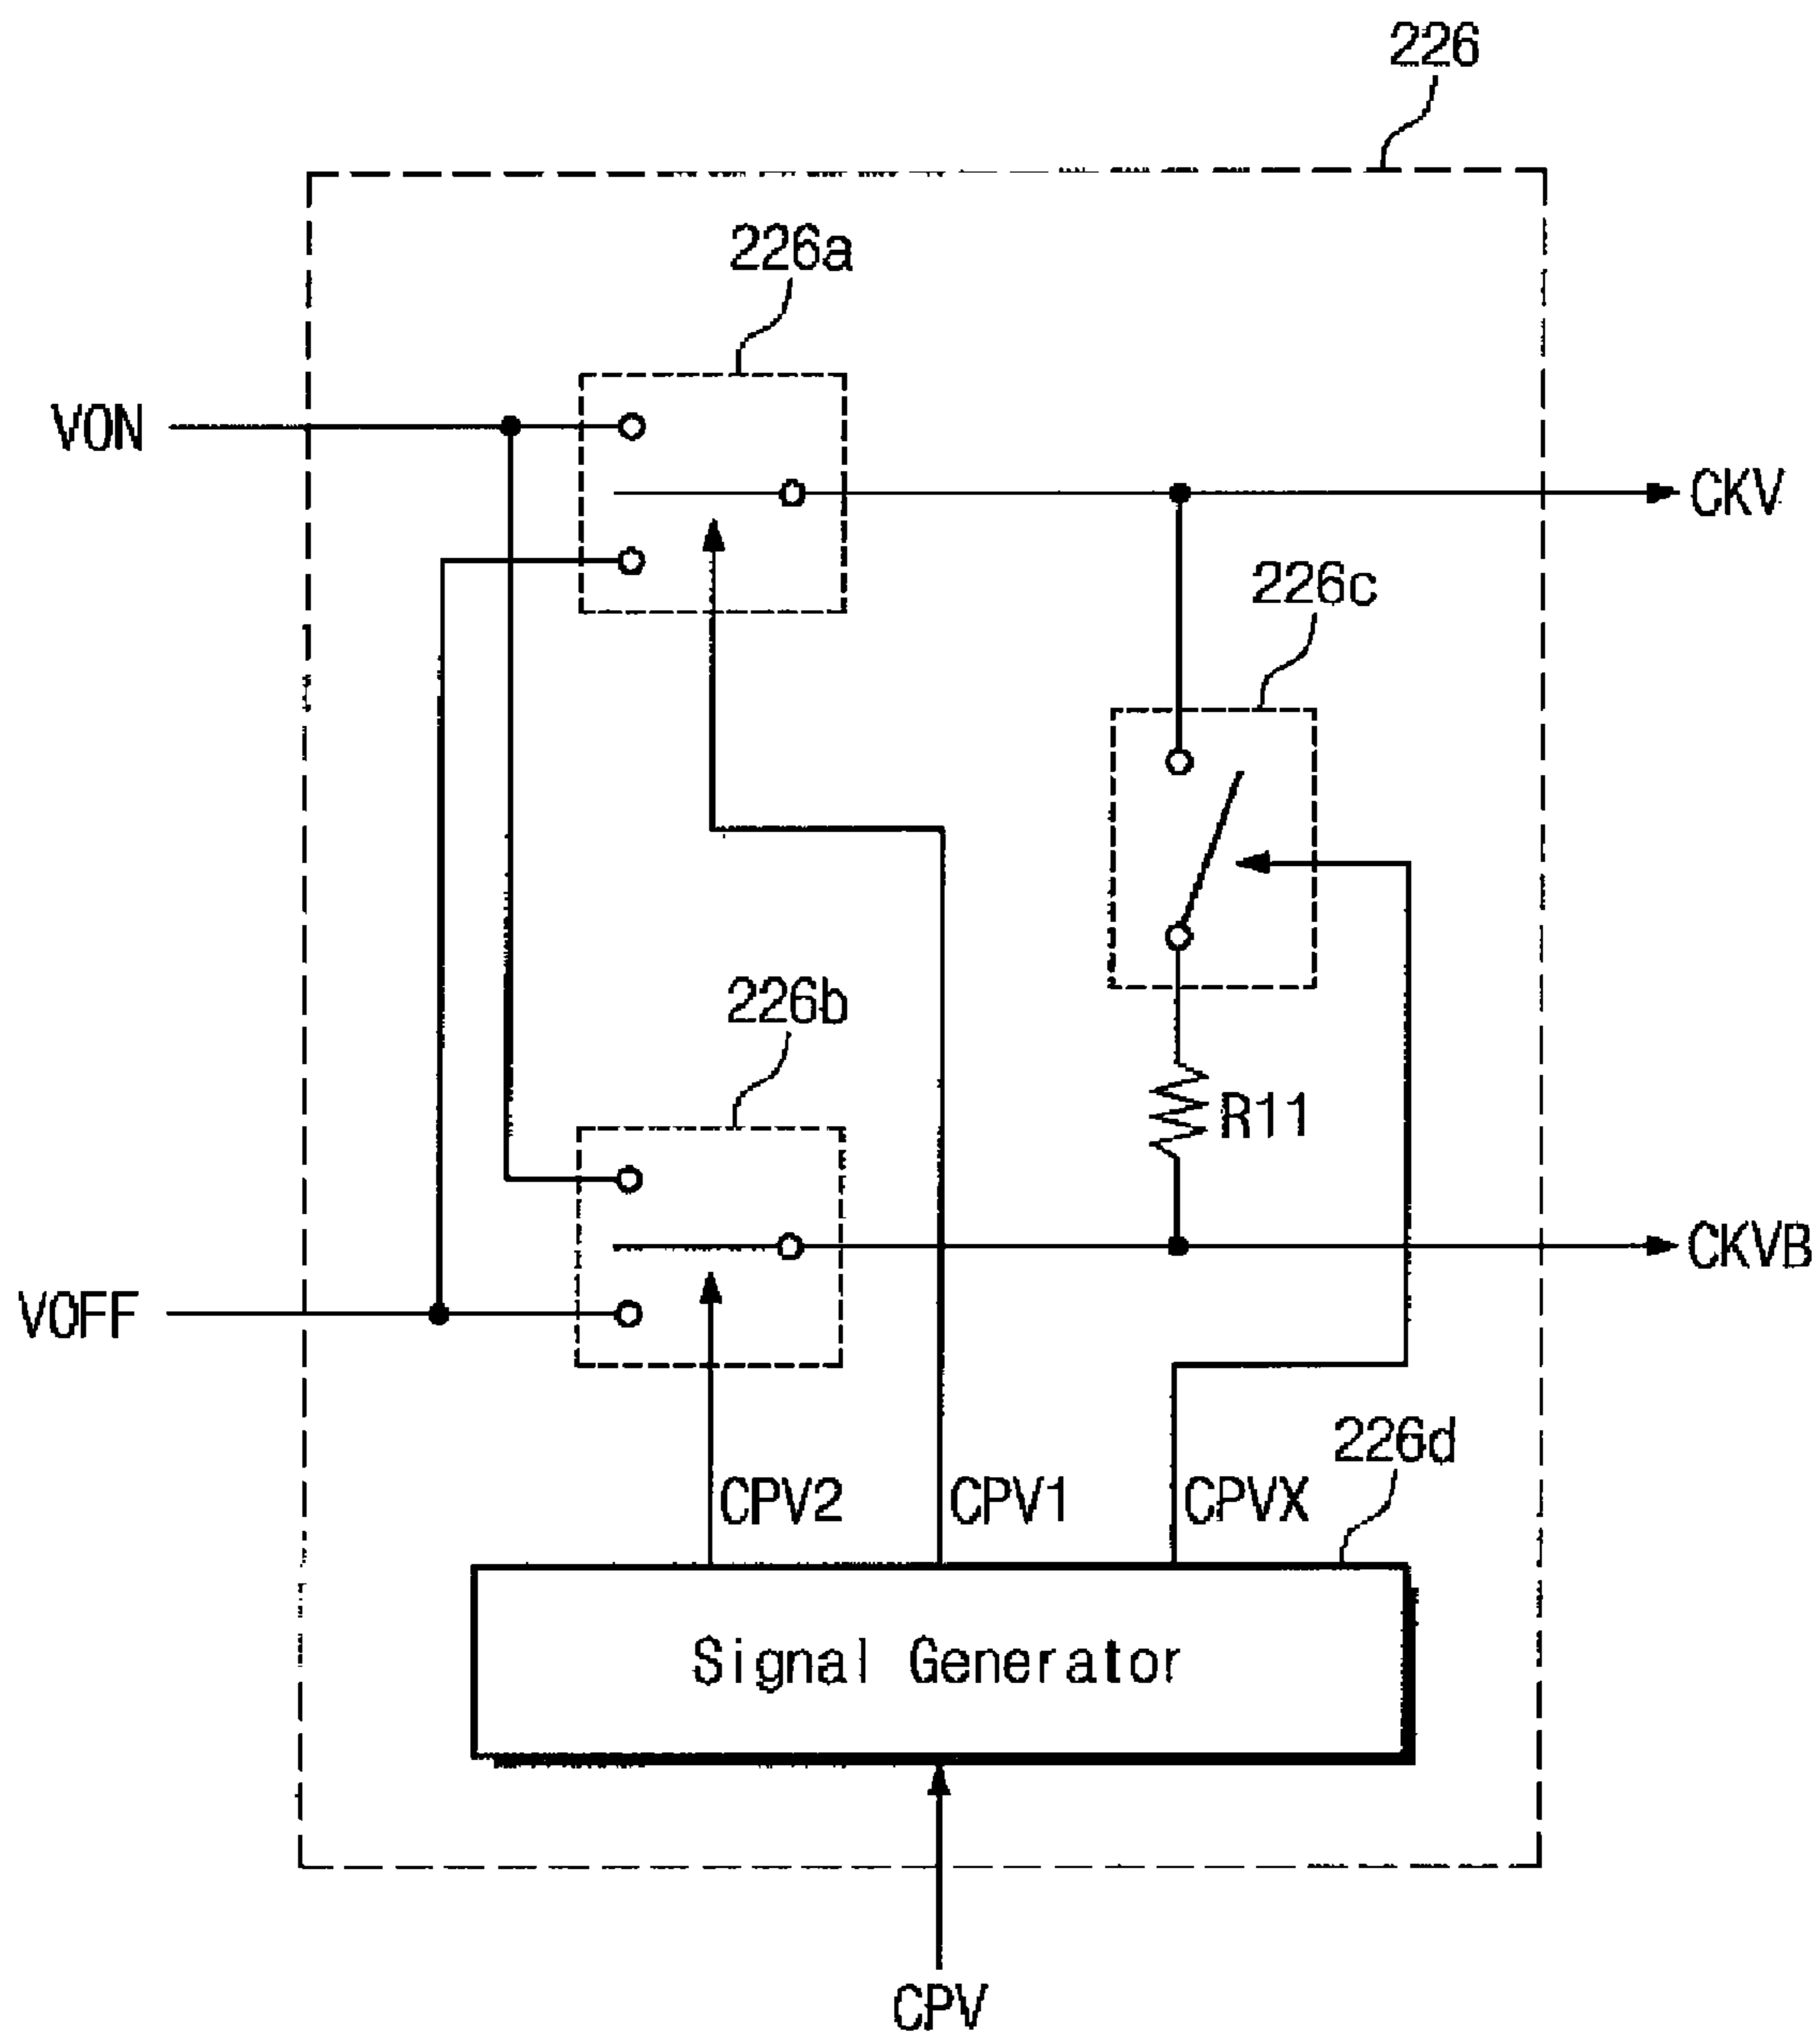 226
226a
VON
CKV
226c
226b
R11
CKVB
VOFF
226d
CPV2
CPV1
CPVX
Signal Generator
CPV